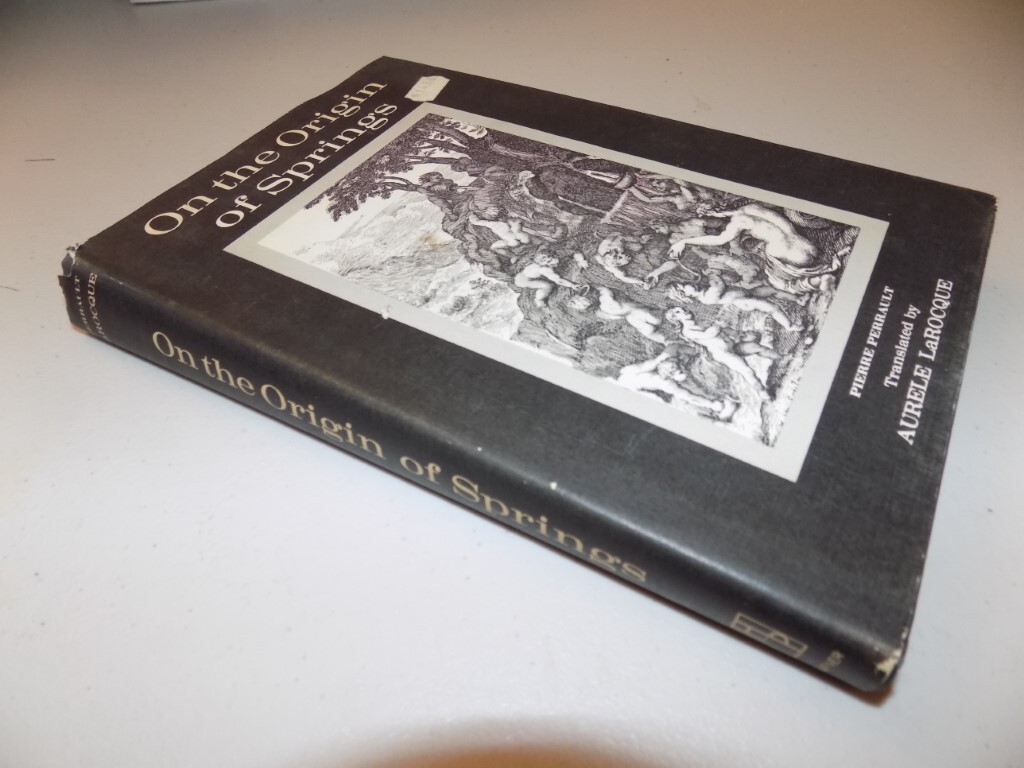 On the Origin
of Springs
PIERRE PERRAULT
Translated by
AURELE LaROCQUE
On the Origin of Springs